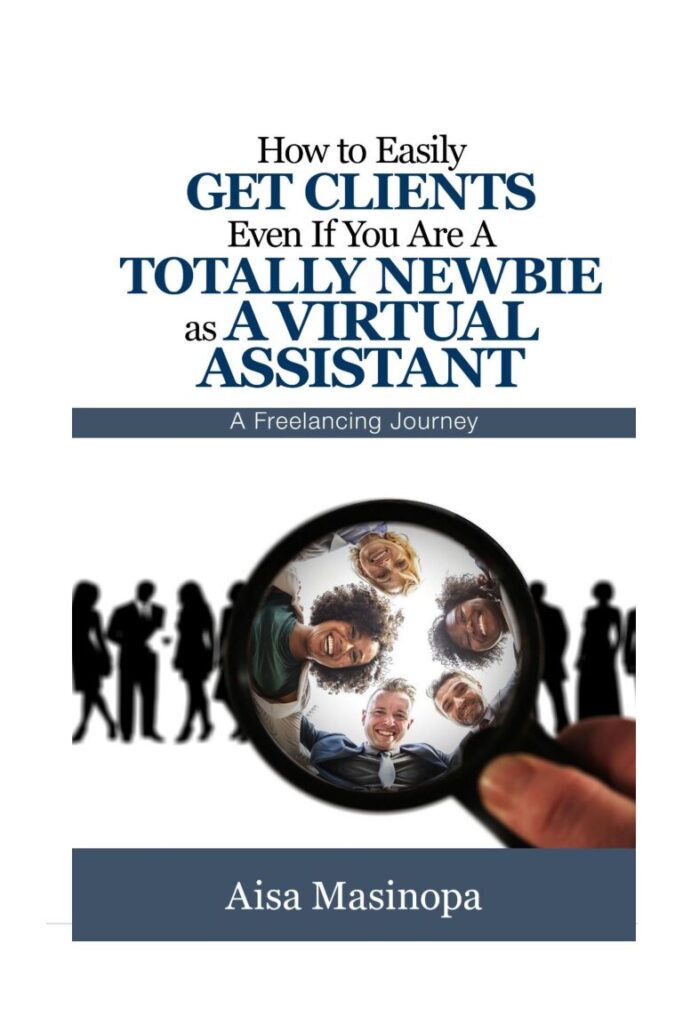 How to Easily
GET CLIENTS
Even If You Are A
TOTALLY NEWBIE
as A VIRTUAL
ASSISTANT
A Freelancing Journey
Aisa Masinopa